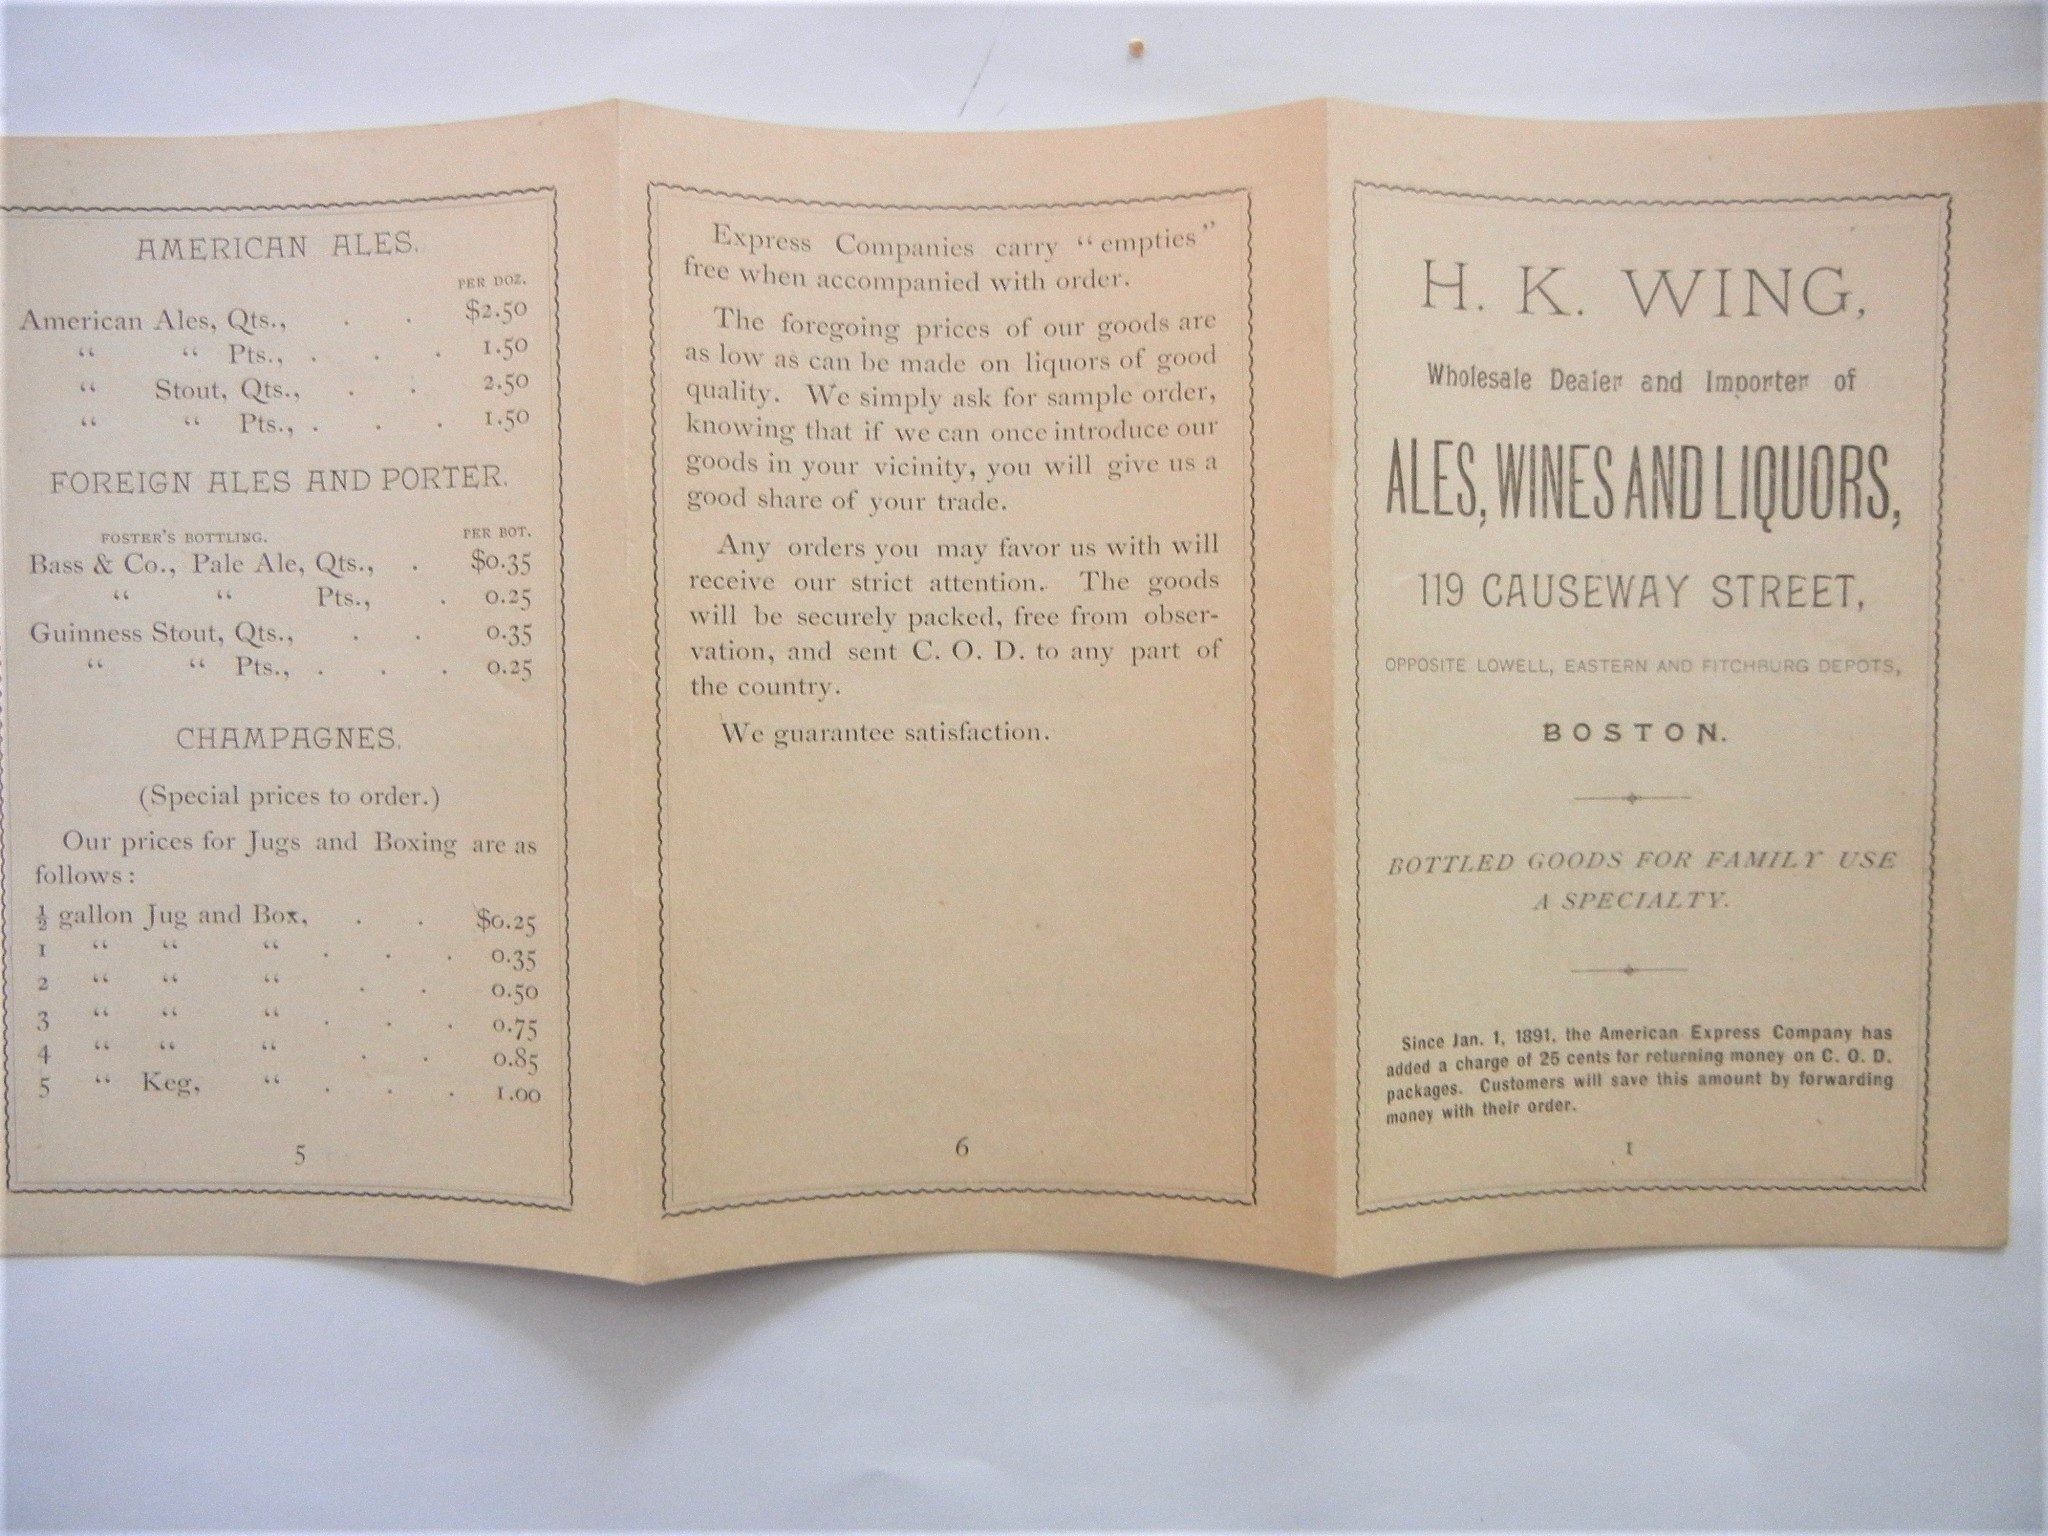 AMERICAN ALES.
PER DOZ.
American Ales, Qts., . . $2.50
“ “ Pts., . . . 1.50
“ Stout, Qts., . . 2.50
“ “ Pts., . . . 1.50
FOREIGN ALES AND PORTER.
FOSTER'S BOTTLING. PER BOT.
Bass & Co., Pale Ale, Qts., . $0.35
“ “ Pts., . 0.25
Guinness Stout, Qts., . . 0.35
“ “ Pts., . . . 0.25
CHAMPAGNES.
(Special prices to order.)
Our prices for Jugs and Boxing are as
follows:
½ gallon Jug and Box, . . $0.25
1 “ “ “ . . . 0.35
2 “ “ “ . . 0.50
3 “ “ “ . . . 0.75
4 “ “ “ . . 0.85
5 “ Keg, “ . . . 1.00
5
Express Companies carry “empties”
free when accompanied with order.
The foregoing prices of our goods are
as low as can be made on liquors of good
quality. We simply ask for sample order,
knowing that if we can once introduce our
goods in your vicinity, you will give us a
good share of your trade.
Any orders you may favor us with will
receive our strict attention. The goods
will be securely packed, free from obser-
vation, and sent C. O. D. to any part of
the country.
We guarantee satisfaction.
6
H. K. WING,
Wholesale Dealer and Importer of
ALES, WINES AND LIQUORS,
119 CAUSEWAY STREET,
OPPOSITE LOWELL, EASTERN AND FITCHBURG DEPOTS,
BOSTON.
BOTTLED GOODS FOR FAMILY USE
A SPECIALTY.
Since Jan. 1, 1891, the American Express Company has
added a charge of 25 cents for returning money on C. O. D.
packages. Customers will save this amount by forwarding
money with their order.
1